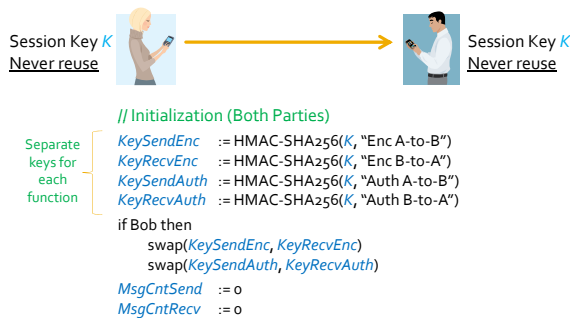 Session Key K
Never reuse
Session Key K
Never reuse
// Initialization (Both Parties)
Separate
keys for
each
function
KeySendEnc := HMAC-SHA256(K, “Enc A-to-B”)
KeyRecvEnc := HMAC-SHA256(K, “Enc B-to-A”)
KeySendAuth := HMAC-SHA256(K, “Auth A-to-B”)
KeyRecvAuth := HMAC-SHA256(K, “Auth B-to-A”)
if Bob then
swap(KeySendEnc, KeyRecvEnc)
swap(KeySendAuth, KeyRecvAuth)
MsgCntSend := 0
MsgCntRecv := 0